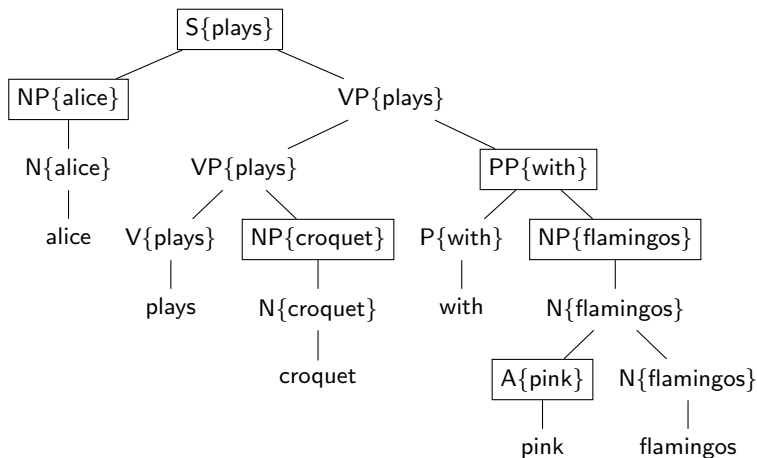 S{plays}
NP{alice} VP{plays}
N{alice} VP{plays} PP{with}
alice V{plays} NP{croquet} P{with} NP{flamingos}
plays N{croquet} with N{flamingos}
croquet A{pink} N{flamingos}
pink flamingos